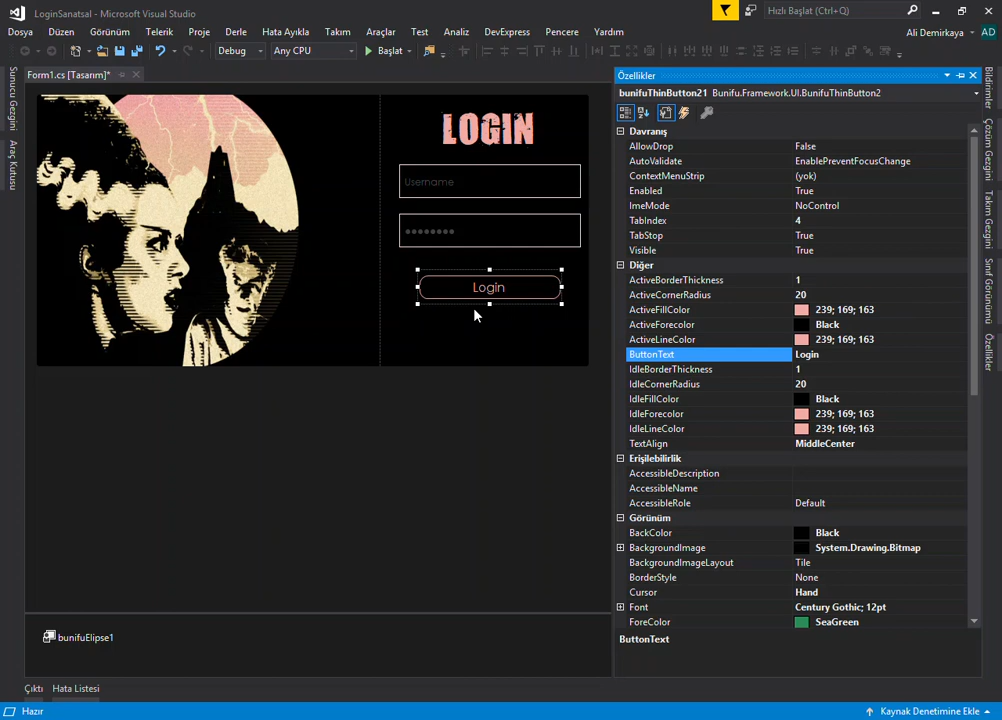 LoginSanatsal - Microsoft Visual Studio
Hızlı Başlat (Ctrl+Q)
Dosya Düzen Görünüm Telerik Proje Derle Hata Ayıkla Takım Araçlar Test Analiz DevExpress Pencere Yardım
Ali Demirkaya AD
Debug Any CPU Başlat
Sunucu Gezgini
Araç Kutusu
Form1.cs [Tasarım]*
LOGIN
Username
Login
bunifuElipse1
Özellikler
bunifuThinButton21 Bunifu.Framework.UI.BunifuThinButton2
Davranış
AllowDrop False
AutoValidate EnablePreventFocusChange
ContextMenuStrip (yok)
Enabled True
ImeMode NoControl
TabIndex 4
TabStop True
Visible True
Diğer
ActiveBorderThickness 1
ActiveCornerRadius 20
ActiveFillColor 239; 169; 163
ActiveForecolor Black
ActiveLineColor 239; 169; 163
ButtonText Login
IdleBorderThickness 1
IdleCornerRadius 20
IdleFillColor Black
IdleForecolor 239; 169; 163
IdleLineColor 239; 169; 163
TextAlign MiddleCenter
Erişilebilirlik
AccessibleDescription
AccessibleName
AccessibleRole Default
Görünüm
BackColor Black
BackgroundImage System.Drawing.Bitmap
BackgroundImageLayout Tile
BorderStyle None
Cursor Hand
Font Century Gothic; 12pt
ForeColor SeaGreen
ButtonText
Bildirimler
Çözüm Gezgini
Takım Gezgini
Sınıf Görünümü
Özellikler
Çıktı Hata Listesi
Hazır
Kaynak Denetimine Ekle